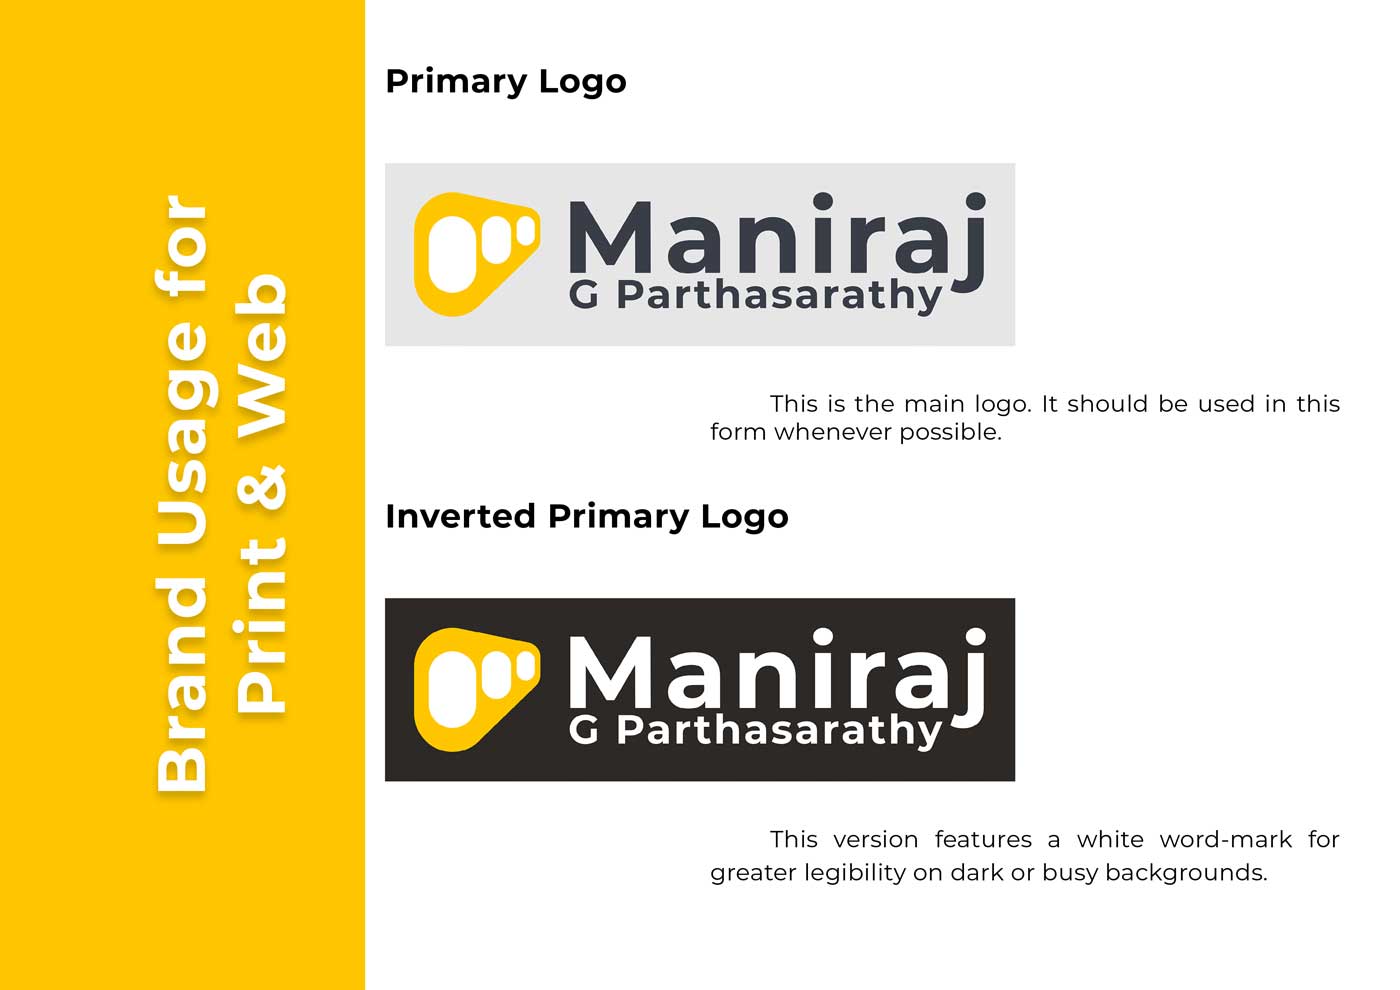 Brand Usage for
Print & Web
Primary Logo
Maniraj
G Parthasarathy
This is the main logo. It should be used in this
form whenever possible.
Inverted Primary Logo
Maniraj
G Parthasarathy
This version features a white word-mark for
greater legibility on dark or busy backgrounds.